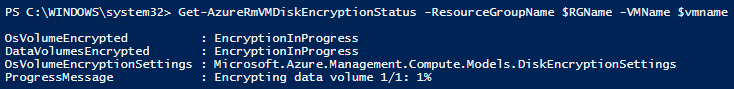 PS C:\WINDOWS\system32> Get-AzureRmVMDiskEncryptionStatus -ResourceGroupName $RGName -VMName $vmname
OsVolumeEncrypted : EncryptionInProgress
DataVolumesEncrypted : EncryptionInProgress
OsVolumeEncryptionSettings : Microsoft.Azure.Management.Compute.Models.DiskEncryptionSettings
ProgressMessage : Encrypting data volume 1/1: 1%